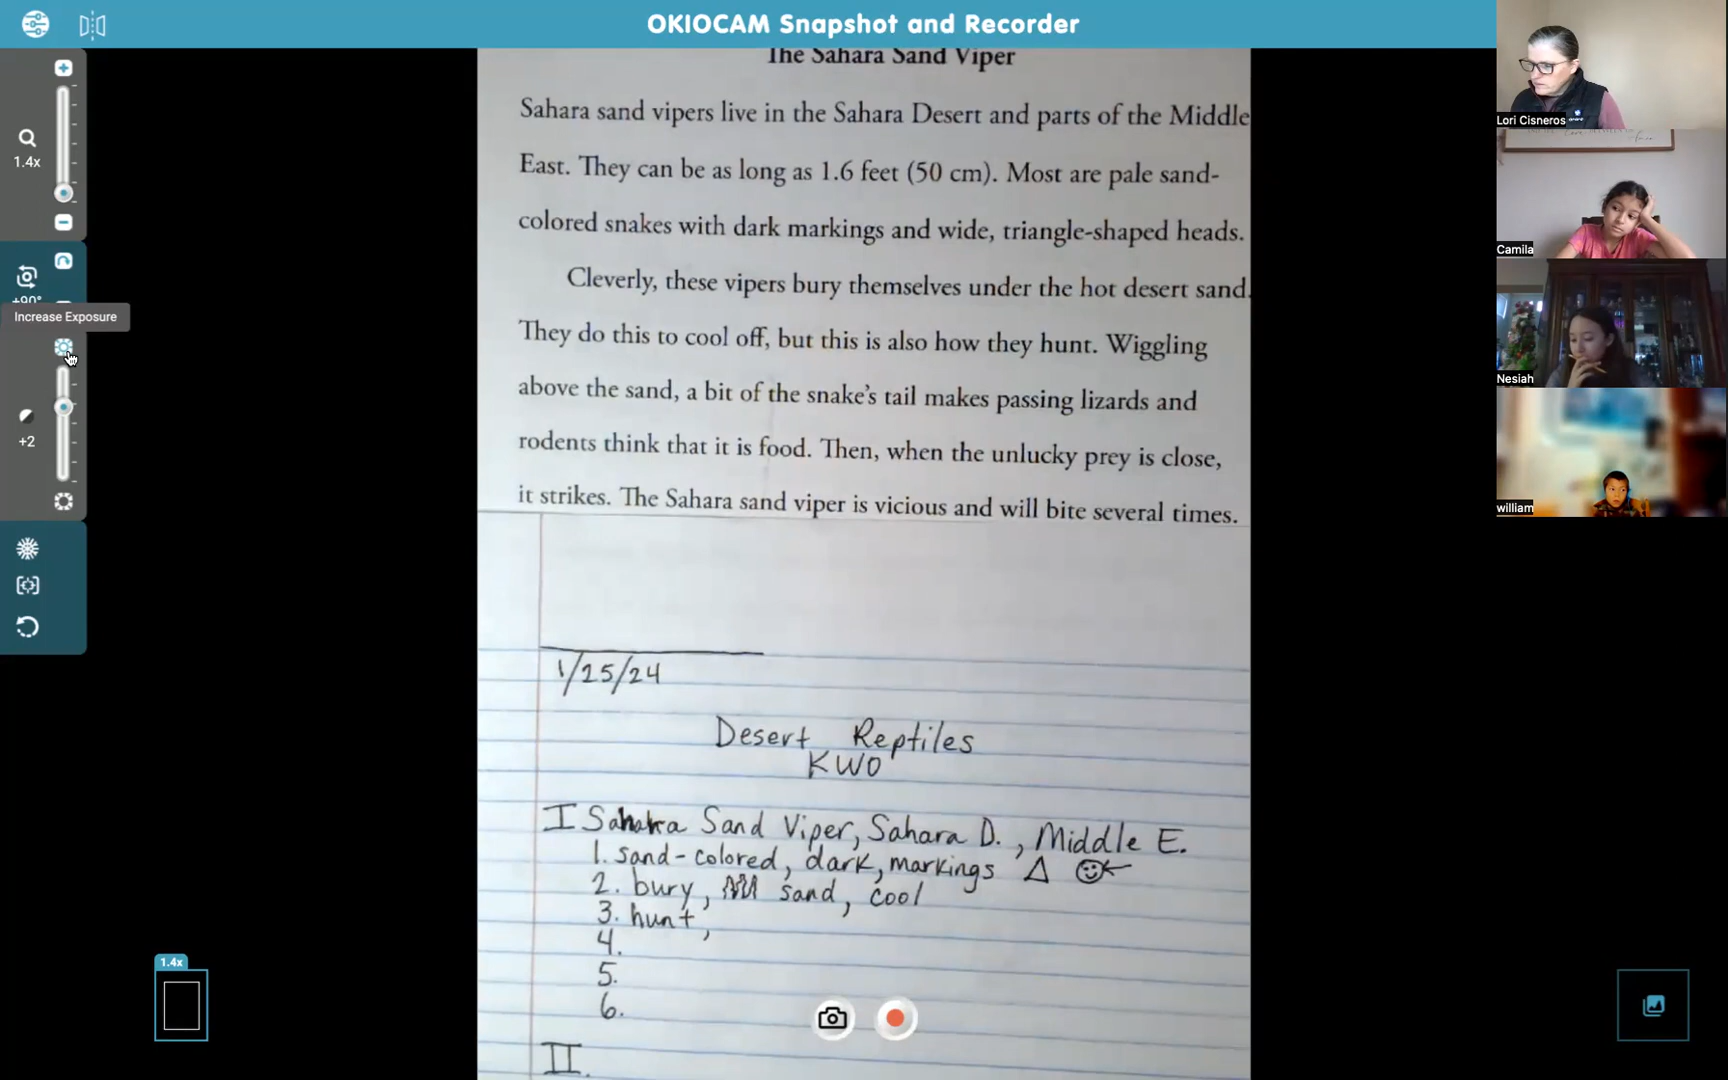 OKIOCAM Snapshot and Recorder
1.4x
+90°
Increase Exposure
+2
The Sahara Sand Viper
Sahara sand vipers live in the Sahara Desert and parts of the Middle
East. They can be as long as 1.6 feet (50 cm). Most are pale sand-
colored snakes with dark markings and wide, triangle-shaped heads.
Cleverly, these vipers bury themselves under the hot desert sand.
They do this to cool off, but this is also how they hunt. Wiggling
above the sand, a bit of the snake's tail makes passing lizards and
rodents think that it is food. Then, when the unlucky prey is close,
it strikes. The Sahara sand viper is vicious and will bite several times.
1/25/24
Desert Reptiles
KWO
I Sahara Sand Viper, Sahara D., Middle E.
1. sand-colored, dark, markings
2. bury, sand, cool
3. hunt,
4.
5.
6.
II.
1.4x
Lori Cisneros
Camila
Nesiah
william